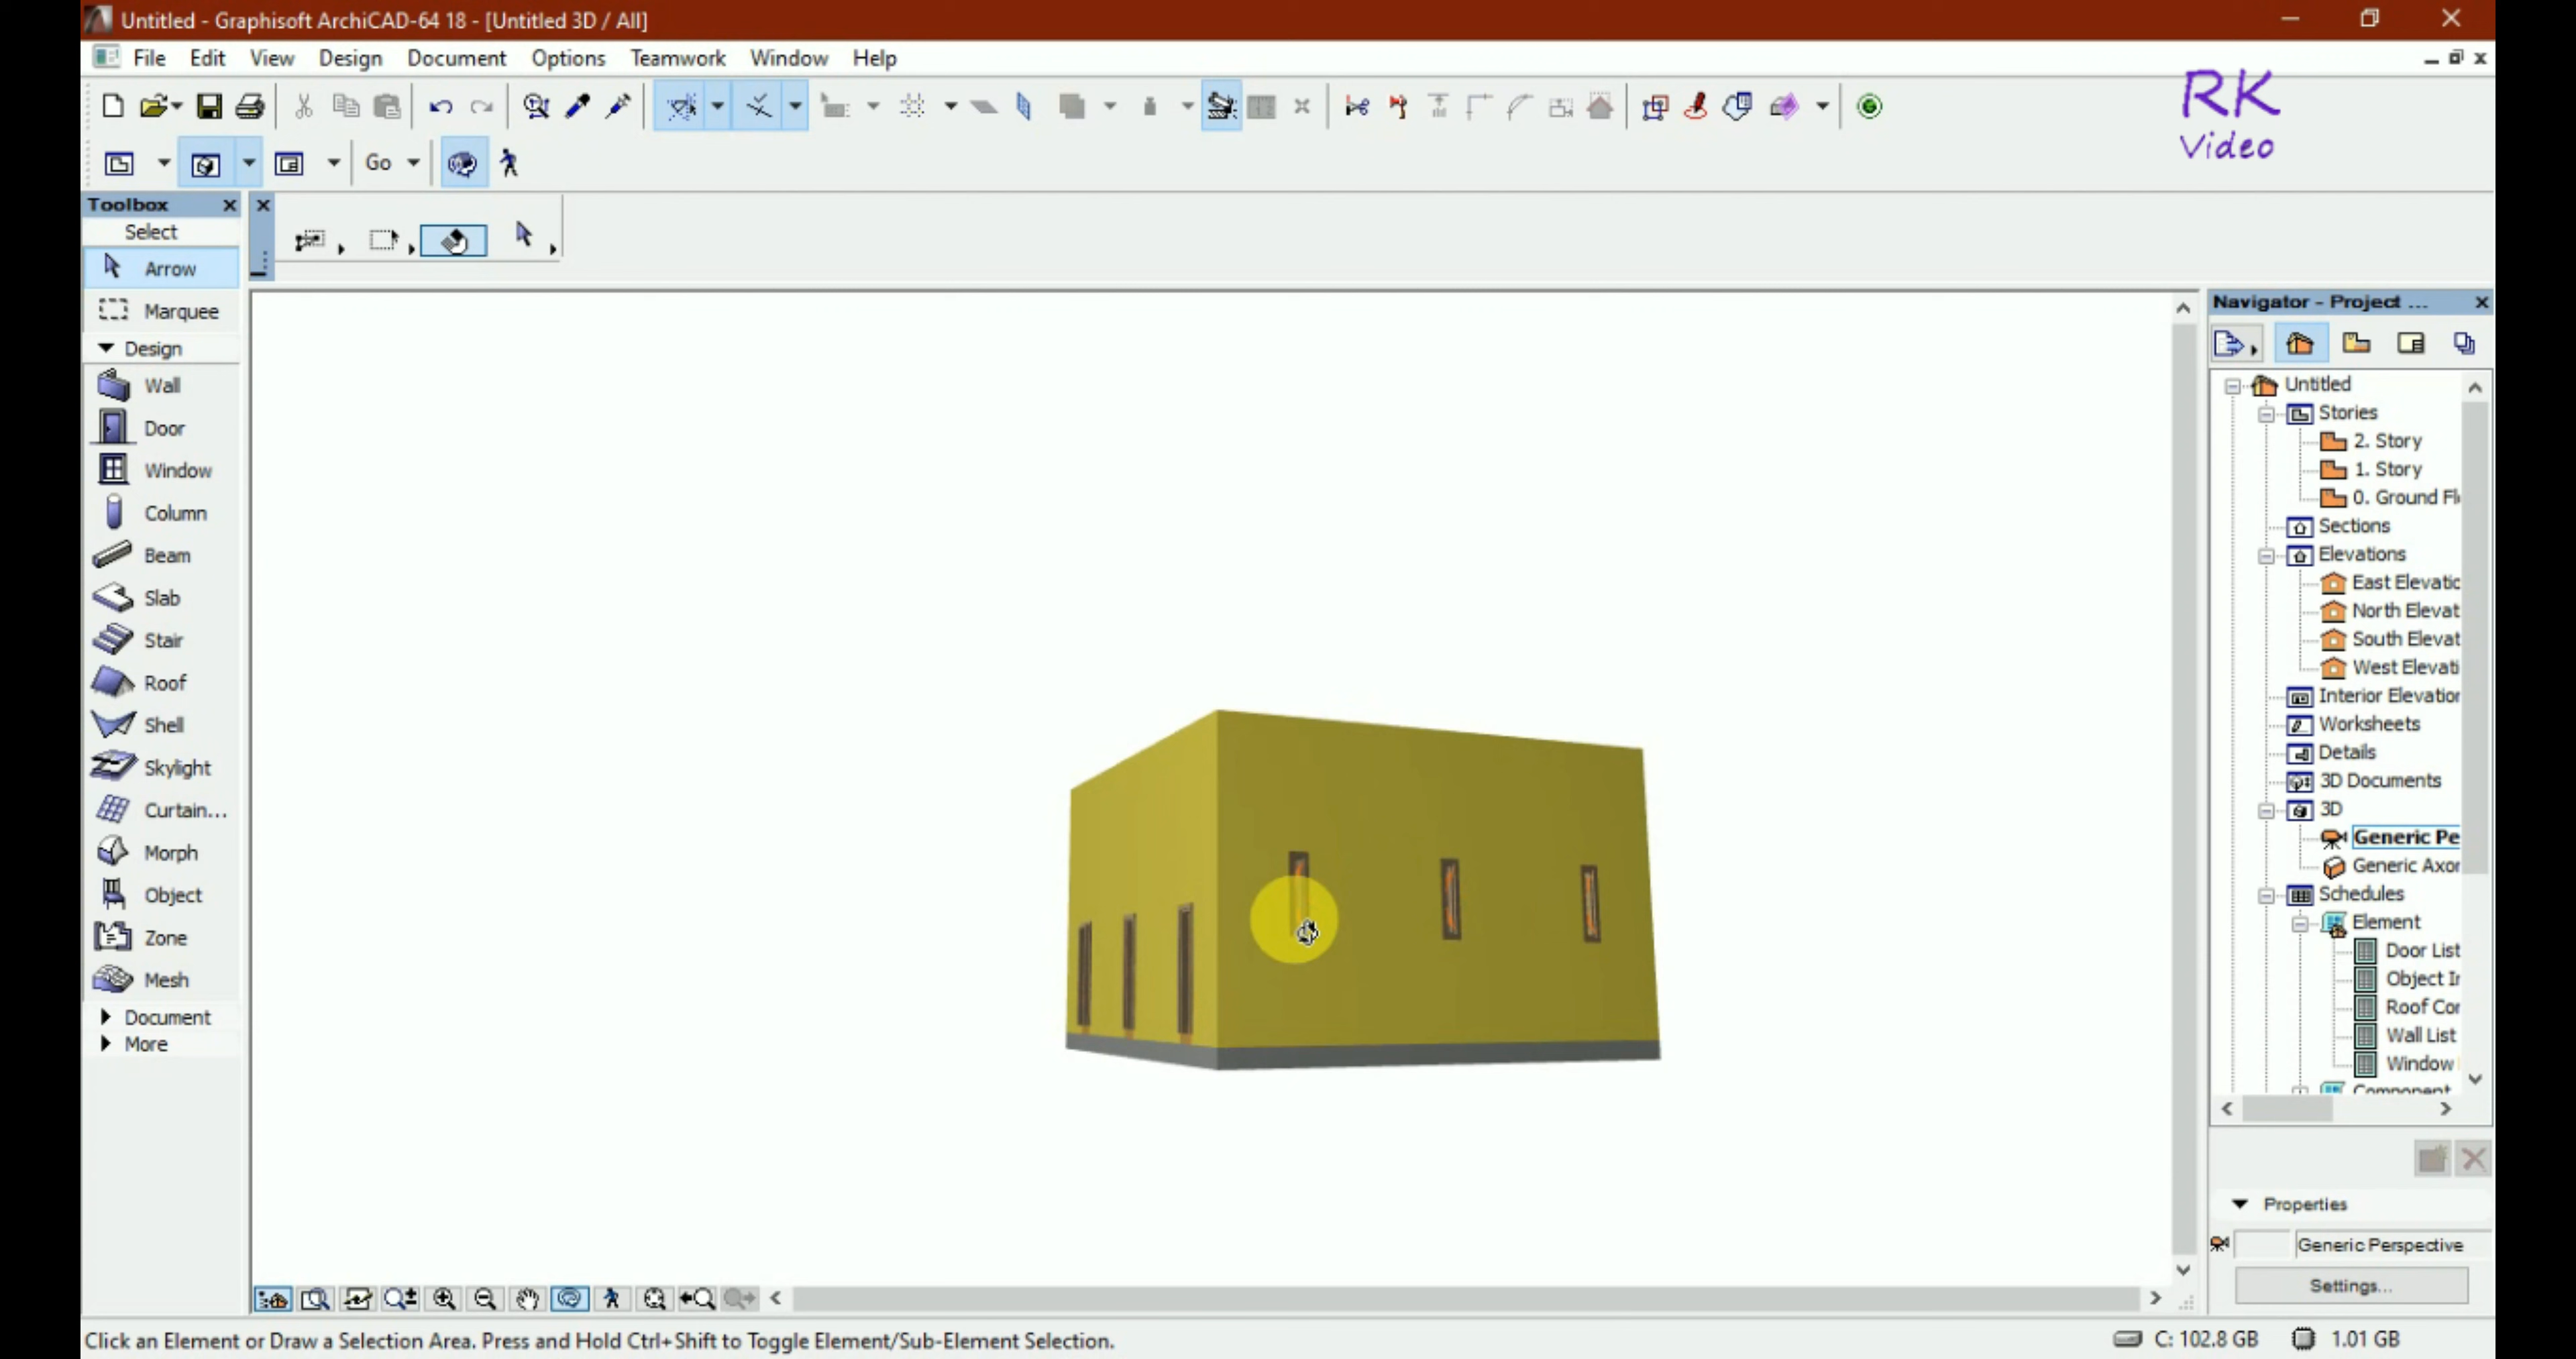 Untitled - Graphisoft ArchiCAD-64 18 - [Untitled 3D / All]
File Edit View Design Document Options Teamwork Window Help
RK
Video
Go
Toolbox
Select
Arrow
Marquee
Design
Wall
Door
Window
Column
Beam
Slab
Stair
Roof
Shell
Skylight
Curtain...
Morph
Object
Zone
Mesh
Document
More
Navigator - Project ...
Untitled
Stories
2. Story
1. Story
0. Ground Fl
Sections
Elevations
East Elevatic
North Elevat
South Elevat
West Elevati
Interior Elevation
Worksheets
Details
3D Documents
3D
Generic Pe
Generic Axor
Schedules
Element
Door List
Object Ir
Roof Cor
Wall List
Window
Component
Properties
Generic Perspective
Settings...
Click an Element or Draw a Selection Area. Press and Hold Ctrl+Shift to Toggle Element/Sub-Element Selection.
C: 102.8 GB 1.01 GB